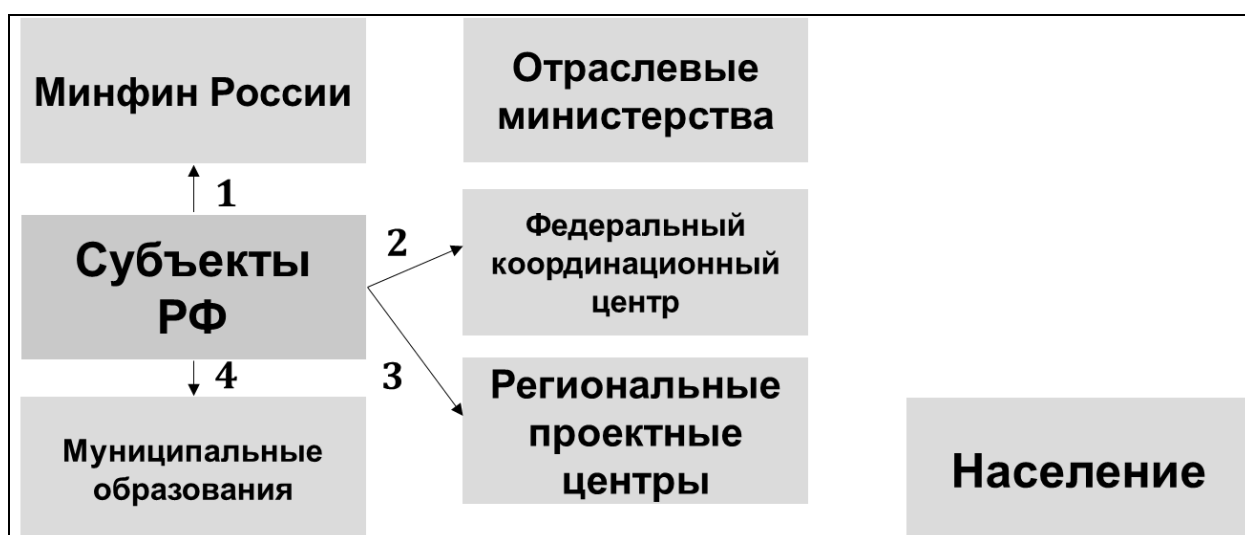 Минфин России
Отраслевые
министерства
1
Субъекты
РФ
2
Федеральный
координационный
центр
4
3
Муниципальные
образования
Региональные
проектные
центры
Население